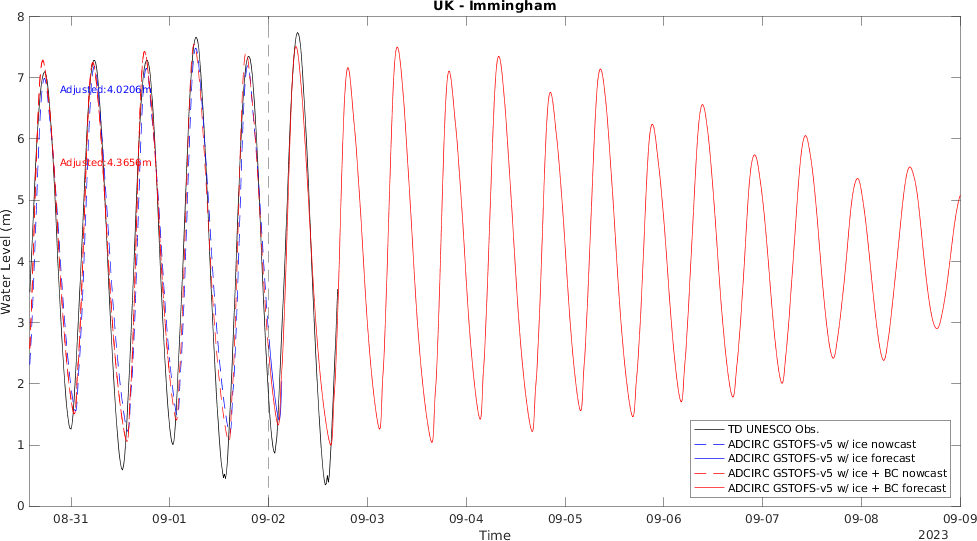 UK - Immingham
8
7
6
5
4
3
2
1
0
Water Level (m)
Adjusted:4.0206m
Adjusted:4.3656m
TD UNESCO Obs.
ADCIRC GSTOFS-v5 w/ ice nowcast
ADCIRC GSTOFS-v5 w/ ice forecast
ADCIRC GSTOFS-v5 w/ ice + BC nowcast
ADCIRC GSTOFS-v5 w/ ice + BC forecast
08-31 09-01 09-02 09-03 09-04 09-05 09-06 09-07 09-08 09-09
Time
2023